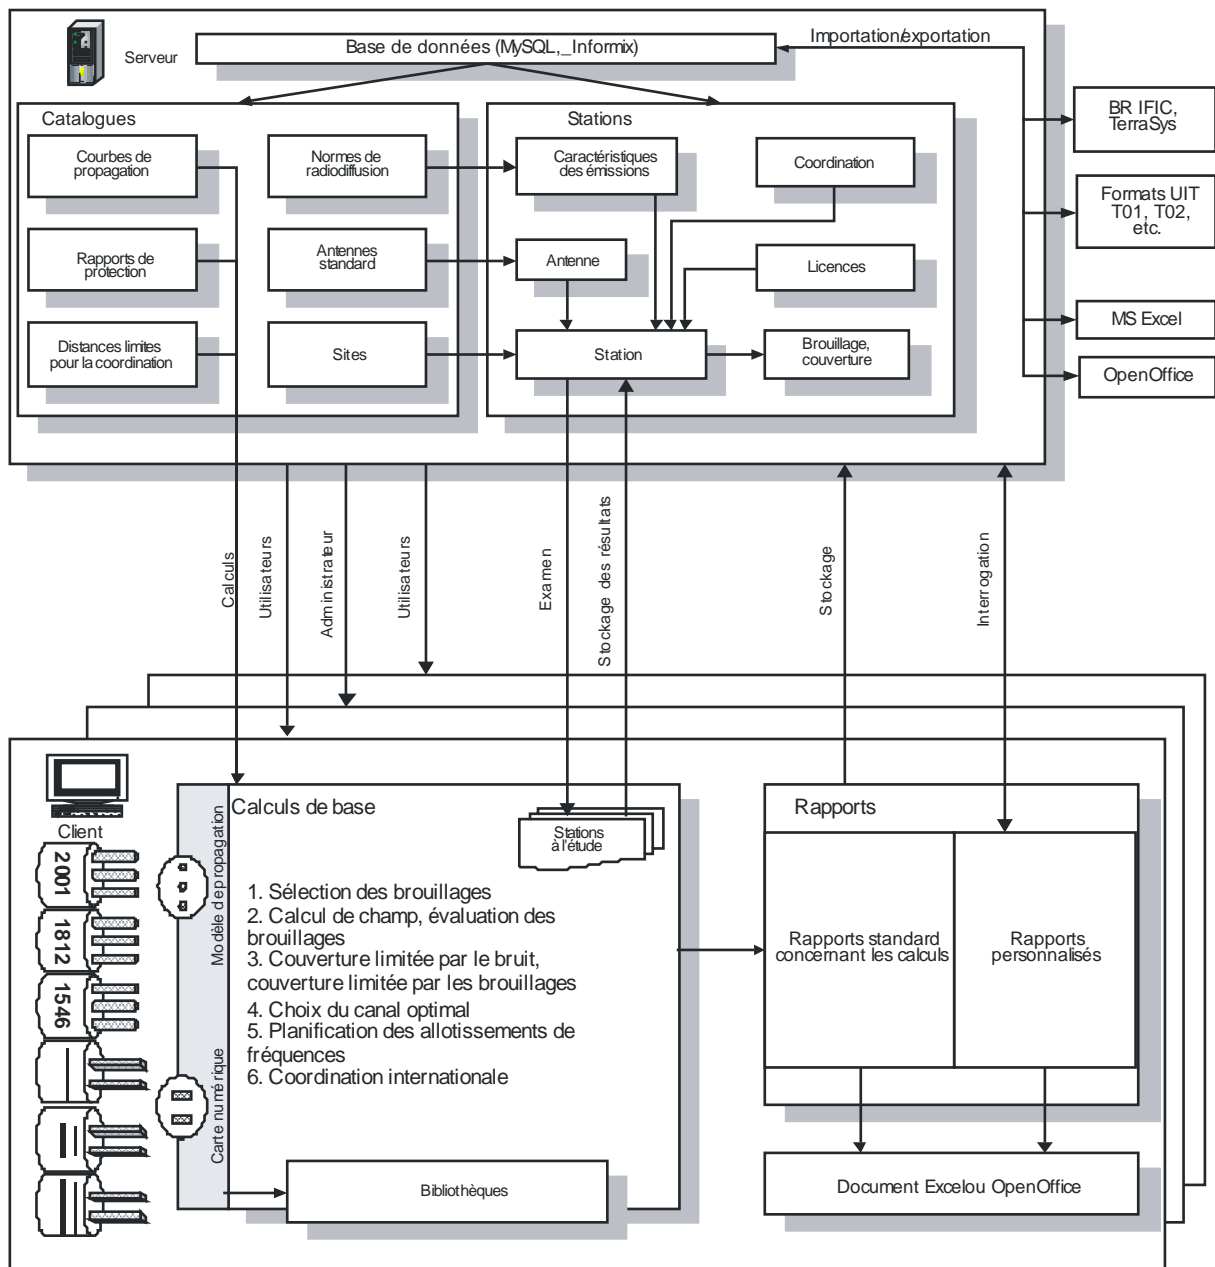 Serveur
Base de données (MySQL,_Informix)
Importation/exportation
Catalogues
Courbes de
propagation
Normes de
radiodiffusion
Rapports de
protection
Antennes
standard
Distances limites
pour la coordination
Sites
Stations
Caractéristiques
des émissions
Coordination
Antenne
Licences
Station
Brouillage,
couverture
BR IFIC,
TerraSys
Formats UIT
T01, T02,
etc.
MS Excel
OpenOffice
Calculs
Utilisateurs
Administrateur
Utilisateurs
Examen
Stockage des résultats
Stockage
Interrogation
Client
2001
1812
1546
Modèle de propagation
Carte numérique
Calculs de base
Stations
à l'étude
1. Sélection des brouillages
2. Calcul de champ, évaluation des
brouillages
3. Couverture limitée par le bruit,
couverture limitée par les brouillages
4. Choix du canal optimal
5. Planification des allotissements de
fréquences
6. Coordination internationale
Bibliothèques
Rapports
Rapports standard
concernant les calculs
Rapports
personnalisés
Document Excelou OpenOffice